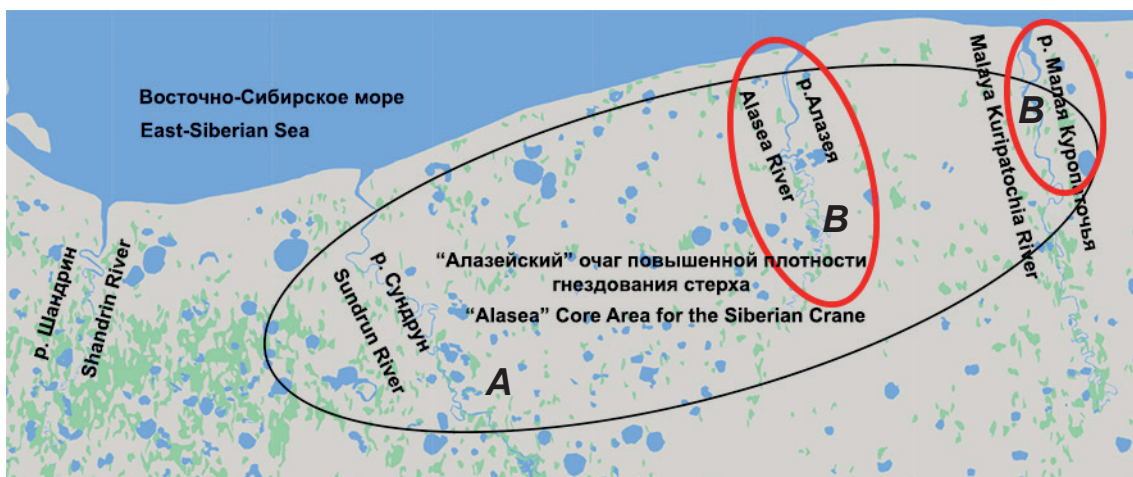 Восточно-Сибирское море
East-Siberian Sea
р. Шандрин
Shandrin River
р. Сундрун
Sundrun River
“Алазейский” очаг повышенной плотности
гнездования стерха
“Alasea” Core Area for the Siberian Crane
A
р.Алазея
Alasea River
B
р. Малая Куропаточья
Malaya Kuripatochia River
B